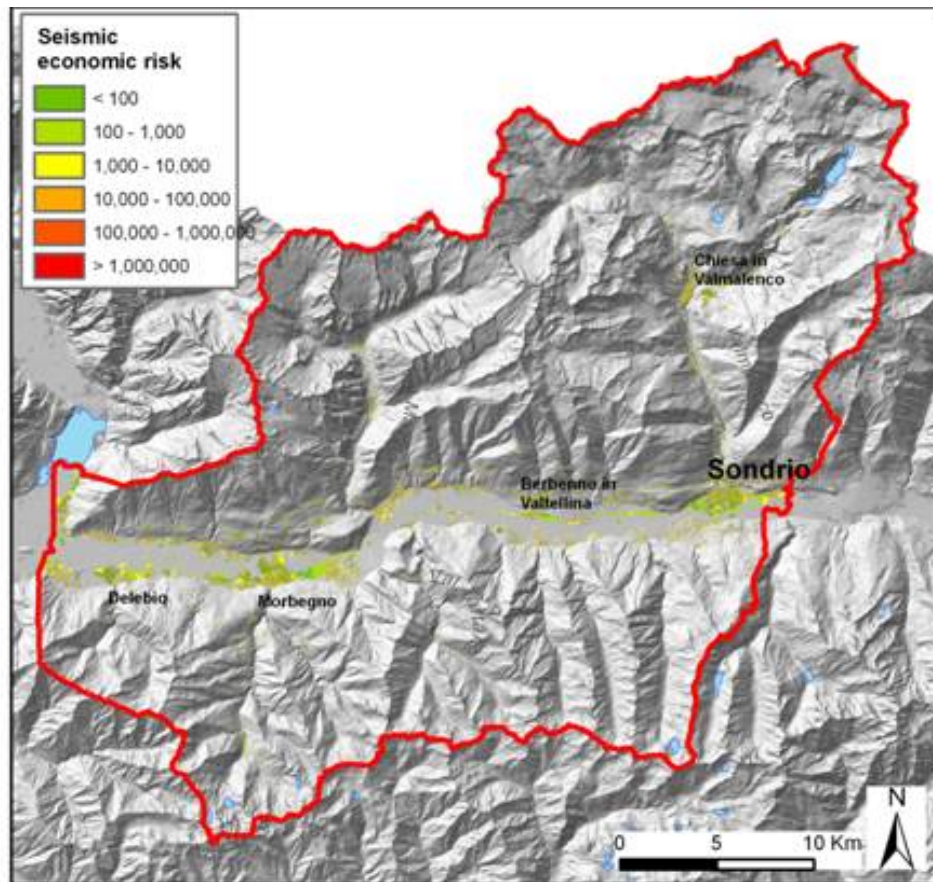 Seismic
economic risk
< 100
100 - 1,000
1,000 - 10,000
10,000 - 100,000
100,000 - 1,000,000
> 1,000,000
Chiesa in
Valmalenco
Sondrio
Berbenno in
Valtellina
Delebio
Morbegno
N
0 5 10 Km